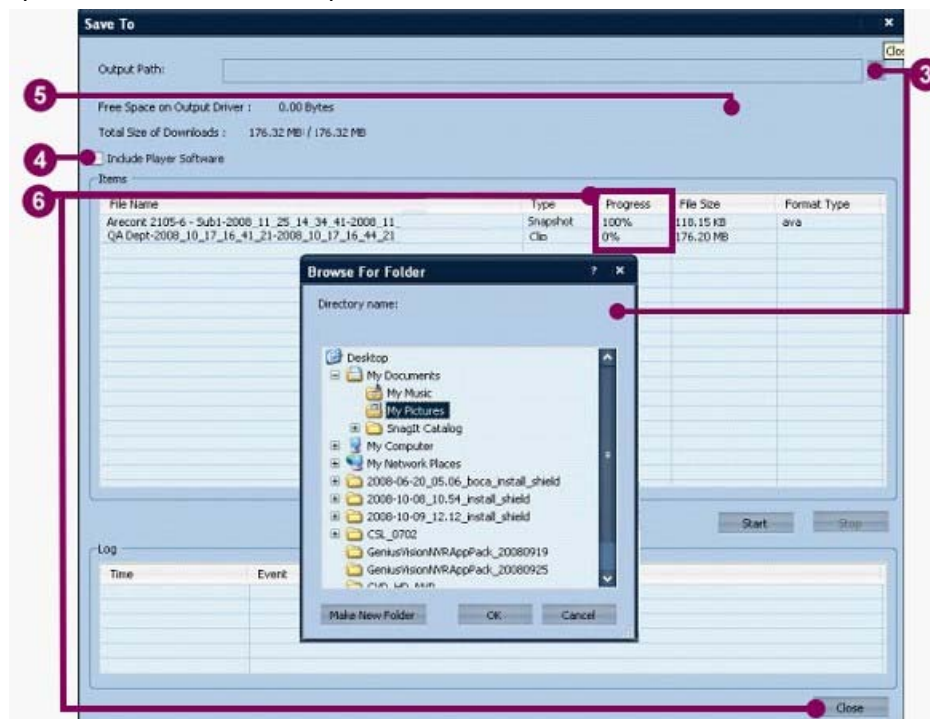 Save To
Clos
Output Path:
3
5
Free Space on Output Driver : 0.00 Bytes
Total Size of Downloads : 176.32 MB / 176.32 MB
4
Include Player Software
Items
6
File Name Type Progress File Size Format Type
Arecont 2105-6 - Sub1-2008_11_25_14_34_41-2008_11_ Snapshot 100% 118.15 KB ava
QA Dept-2008_10_17_16_41_21-2008_10_17_16_44_21 Clip 0% 176.20 MB
Browse For Folder ?
Directory name:
Desktop
My Documents
My Music
My Pictures
SnagIt Catalog
My Computer
My Network Places
2008-06-20_05.06_boca_install_shield
2008-10-08_10.54_install_shield
2008-10-09_12.12_install_shield
CSL_0702
GeniusVisionNVRAppPack_20080919
GeniusVisionNVRAppPack_20080925
Start Stop
Log
Time Event
Make New Folder OK Cancel
Close